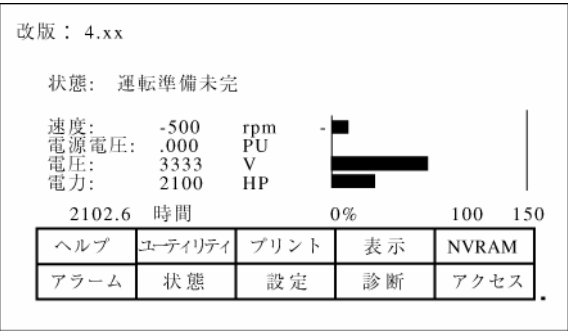 改版： 4.xx
状態: 運転準備未完
速度: -500 rpm -
電源電圧: .000 PU
電圧: 3333 V
電力: 2100 HP
2102.6 時間 0% 100 150
ヘルプ ユーティリティ プリント 表示 NVRAM
アラーム 状態 設定 診断 アクセス